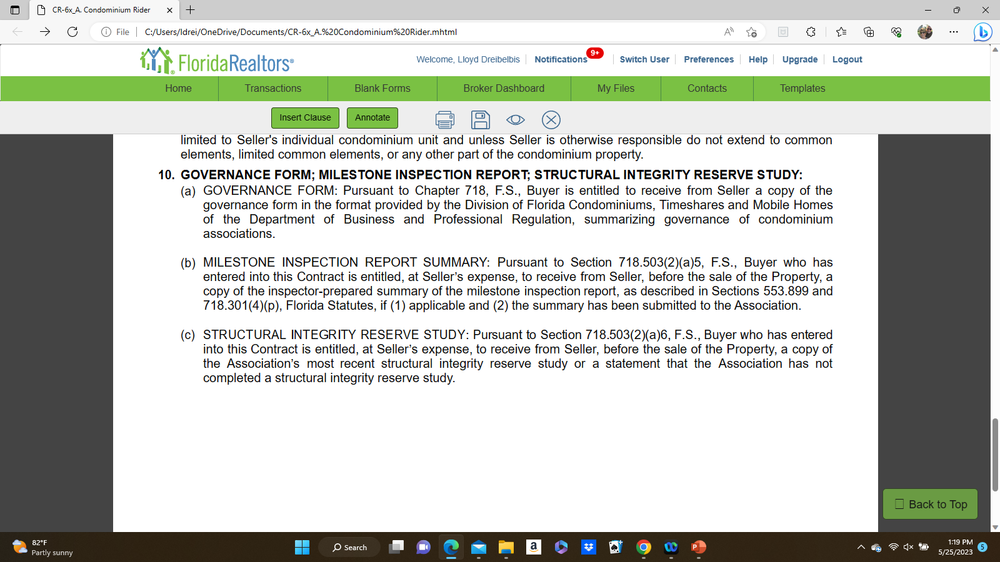 CR-6x_A. Condominium Rider
File
C:/Users/ldrei/OneDrive/Documents/CR-6x_A.%20Condominium%20Rider.mhtml
FloridaRealtors®
Welcome, Lloyd Dreibelbis
Notifications
9+
Switch User
Preferences
Help
Upgrade
Logout
Home
Transactions
Blank Forms
Broker Dashboard
My Files
Contacts
Templates
Insert Clause
Annotate
limited to Seller's individual condominium unit and unless Seller is otherwise responsible do not extend to common
elements, limited common elements, or any other part of the condominium property.
10. GOVERNANCE FORM; MILESTONE INSPECTION REPORT; STRUCTURAL INTEGRITY RESERVE STUDY:
(a) GOVERNANCE FORM: Pursuant to Chapter 718, F.S., Buyer is entitled to receive from Seller a copy of the
governance form in the format provided by the Division of Florida Condominiums, Timeshares and Mobile Homes
of the Department of Business and Professional Regulation, summarizing governance of condominium
associations.
(b) MILESTONE INSPECTION REPORT SUMMARY: Pursuant to Section 718.503(2)(a)5, F.S., Buyer who has
entered into this Contract is entitled, at Seller’s expense, to receive from Seller, before the sale of the Property, a
copy of the inspector-prepared summary of the milestone inspection report, as described in Sections 553.899 and
718.301(4)(p), Florida Statutes, if (1) applicable and (2) the summary has been submitted to the Association.
(c) STRUCTURAL INTEGRITY RESERVE STUDY: Pursuant to Section 718.503(2)(a)6, F.S., Buyer who has entered
into this Contract is entitled, at Seller’s expense, to receive from Seller, before the sale of the Property, a copy of
the Association’s most recent structural integrity reserve study or a statement that the Association has not
completed a structural integrity reserve study.
Back to Top
82°F
Partly sunny
Search
1:19 PM
5/25/2023
5